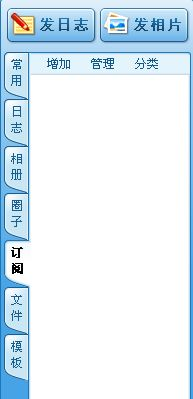 发日志 发相片
增加 管理 分类
常用
日志
相册
圈子
订阅
文件
模板